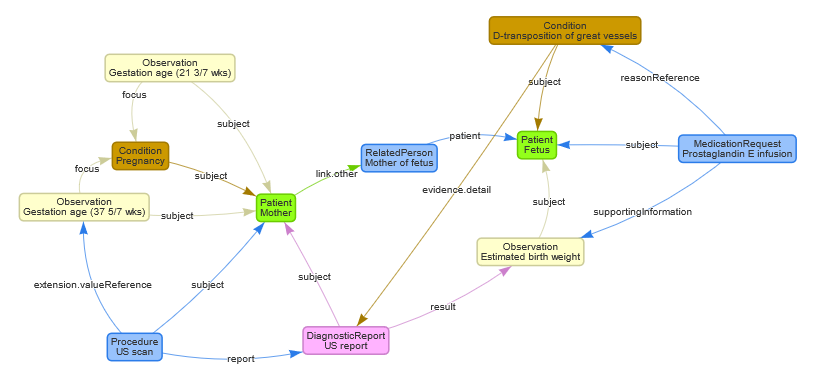 Condition
D-transposition of great vessels
Observation
Gestation age (21 3/7 wks)
subject
reasonReference
focus
subject
patient
Condition
Pregnancy
RelatedPerson
Mother of fetus
Patient
Fetus
subject
MedicationRequest
Prostaglandin E infusion
focus
subject
link.other
evidence.detail
Observation
Gestation age (37 5/7 wks)
subject
Patient
Mother
subject
supportingInformation
Observation
Estimated birth weight
extension.valueReference
subject
subject
result
Procedure
US scan
report
DiagnosticReport
US report